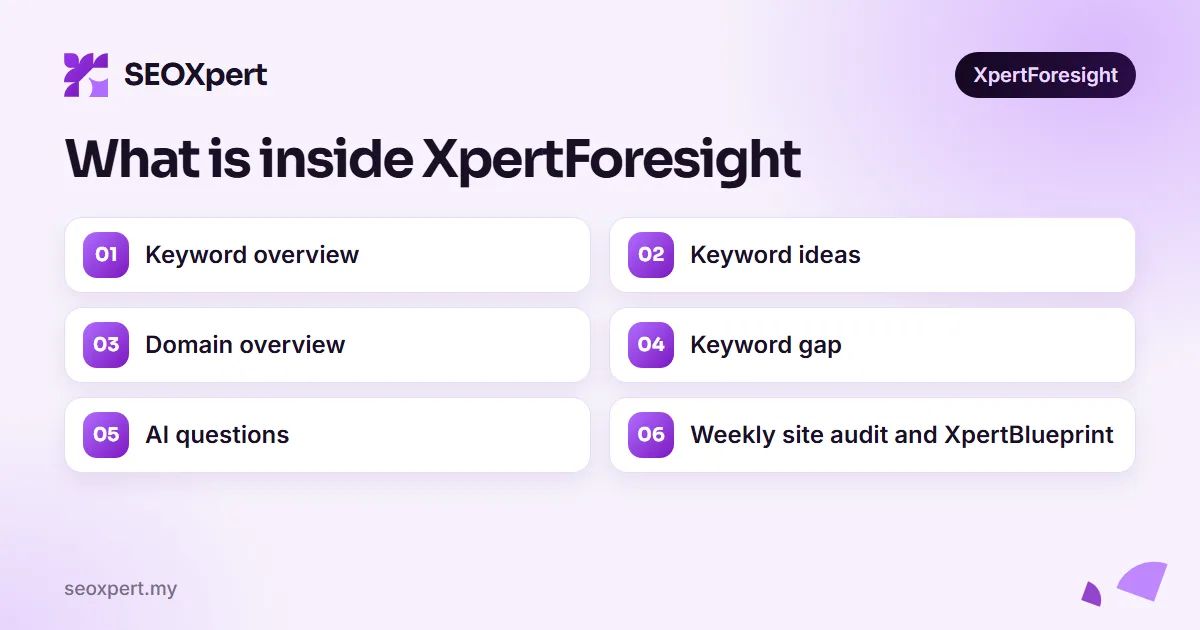 SEOXpert
XpertForesight
What is inside XpertForesight
01 Keyword overview
02 Keyword ideas
03 Domain overview
04 Keyword gap
05 AI questions
06 Weekly site audit and XpertBlueprint
seoxpert.my